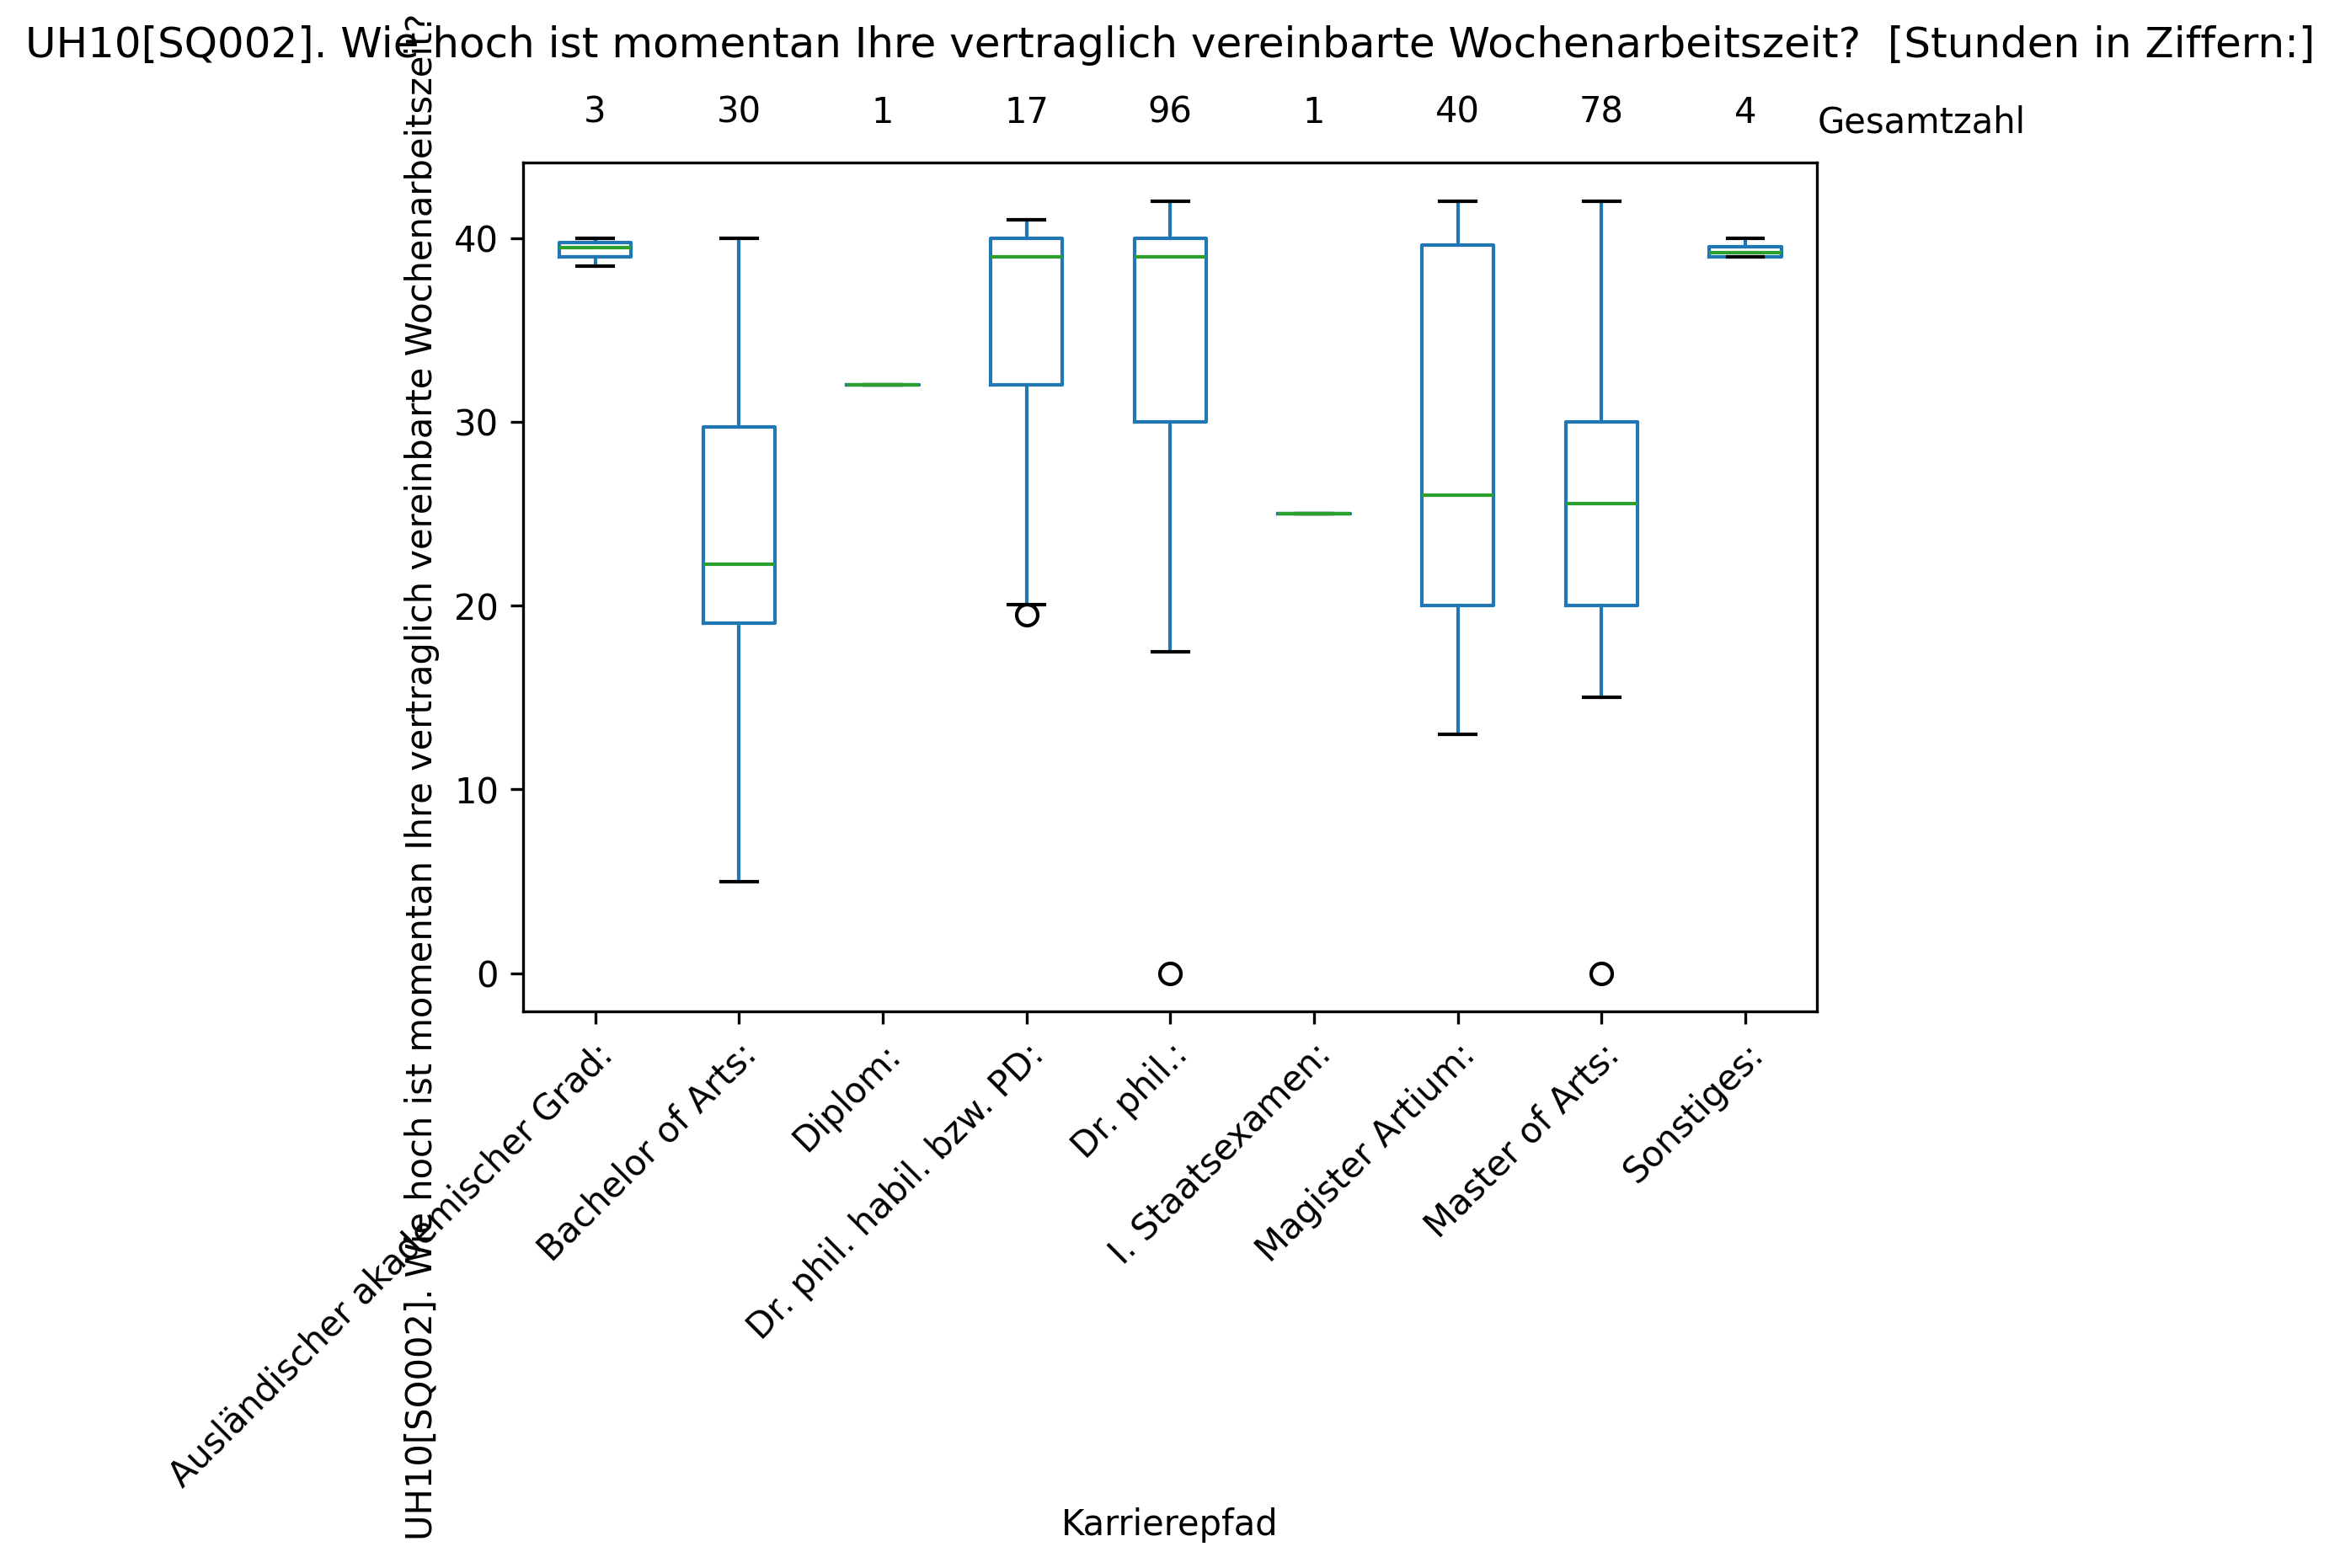 UH10[SQ002]. Wie hoch ist momentan Ihre vertraglich vereinbarte Wochenarbeitszeit?  [Stunden in Ziffern:]
3 30 1 17 96 1 40 78 4 Gesamtzahl
UH10[SQ002]. Wie hoch ist momentan Ihre vertraglich vereinbarte Wochenarbeitszeit?
40
30
20
10
0
Ausländischer akademischer Grad:
Bachelor of Arts:
Diplom:
Dr. phil. habil. bzw. PD:
Dr. phil.:
I. Staatsexamen:
Magister Artium:
Master of Arts:
Sonstiges:
Karrierepfad